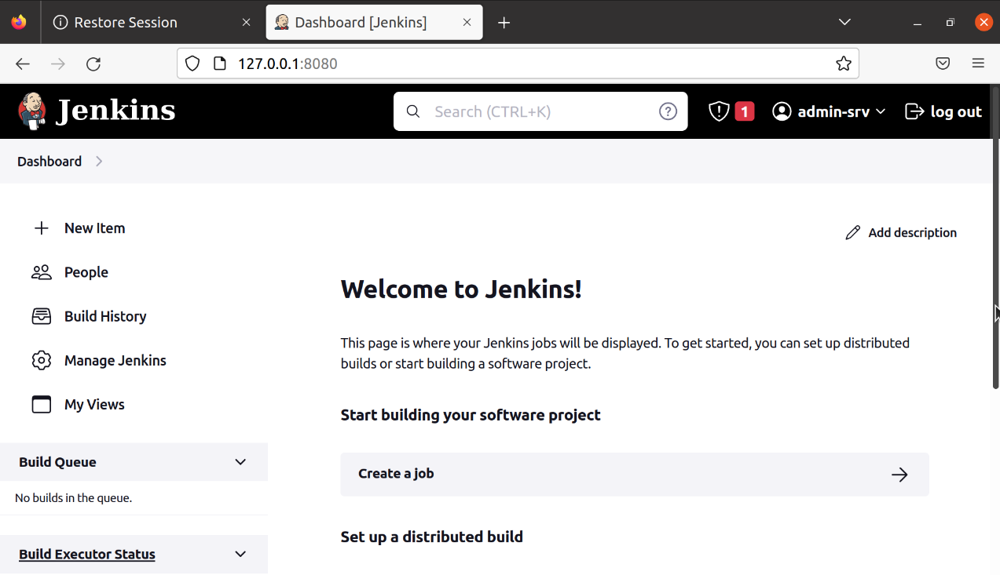 Restore Session
Dashboard [Jenkins]
127.0.0.1:8080
Jenkins
Search (CTRL+K)
1
admin-srv
log out
Dashboard
New Item
People
Build History
Manage Jenkins
My Views
Build Queue
No builds in the queue.
Build Executor Status
Add description
Welcome to Jenkins!
This page is where your Jenkins jobs will be displayed. To get started, you can set up distributed
builds or start building a software project.
Start building your software project
Create a job
Set up a distributed build